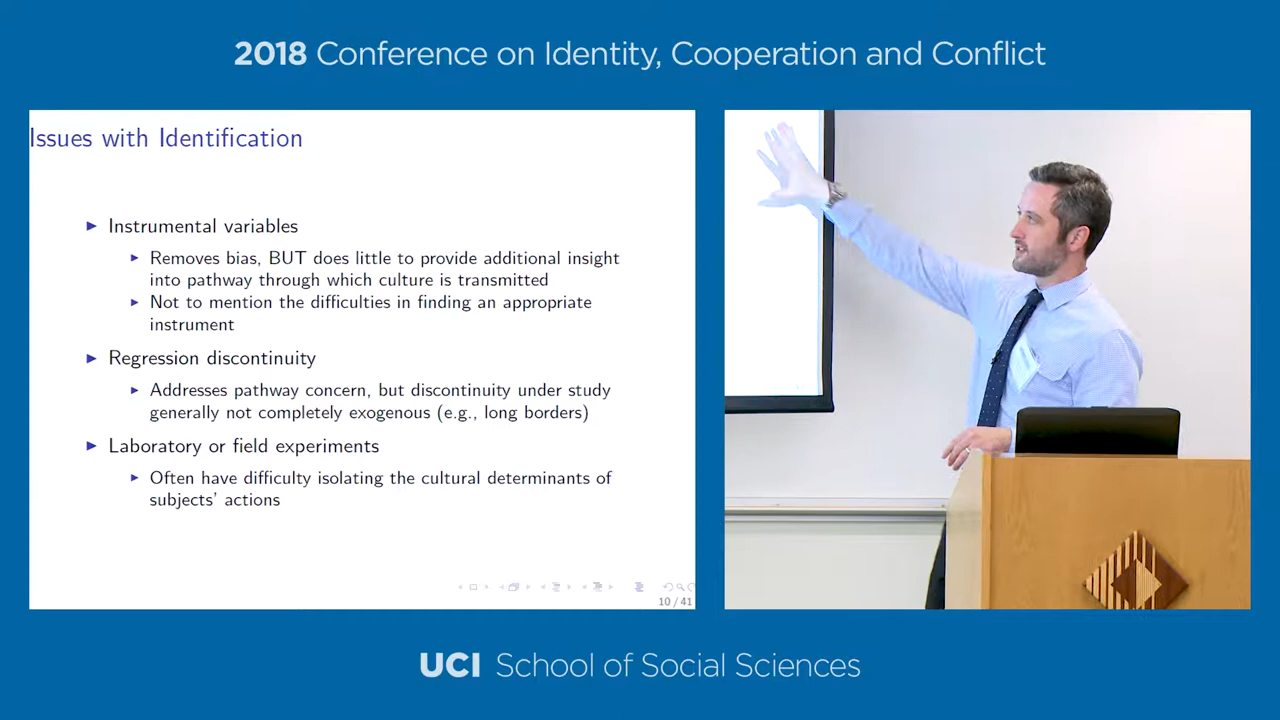 2018 Conference on Identity, Cooperation and Conflict
Issues with Identification
Instrumental variables
Removes bias, BUT does little to provide additional insight
into pathway through which culture is transmitted
Not to mention the difficulties in finding an appropriate
instrument
Regression discontinuity
Addresses pathway concern, but discontinuity under study
generally not completely exogenous (e.g., long borders)
Laboratory or field experiments
Often have difficulty isolating the cultural determinants of
subjects' actions
10 / 41
UCI School of Social Sciences